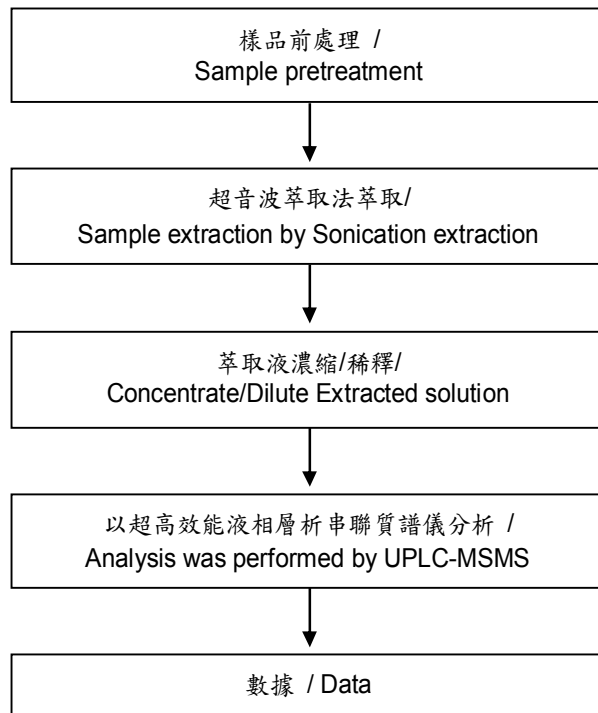 樣品前處理 /
Sample pretreatment
超音波萃取法萃取/
Sample extraction by Sonication extraction
萃取液濃縮/稀釋/
Concentrate/Dilute Extracted solution
以超高效能液相層析串聯質譜儀分析 /
Analysis was performed by UPLC-MSMS
數據 / Data